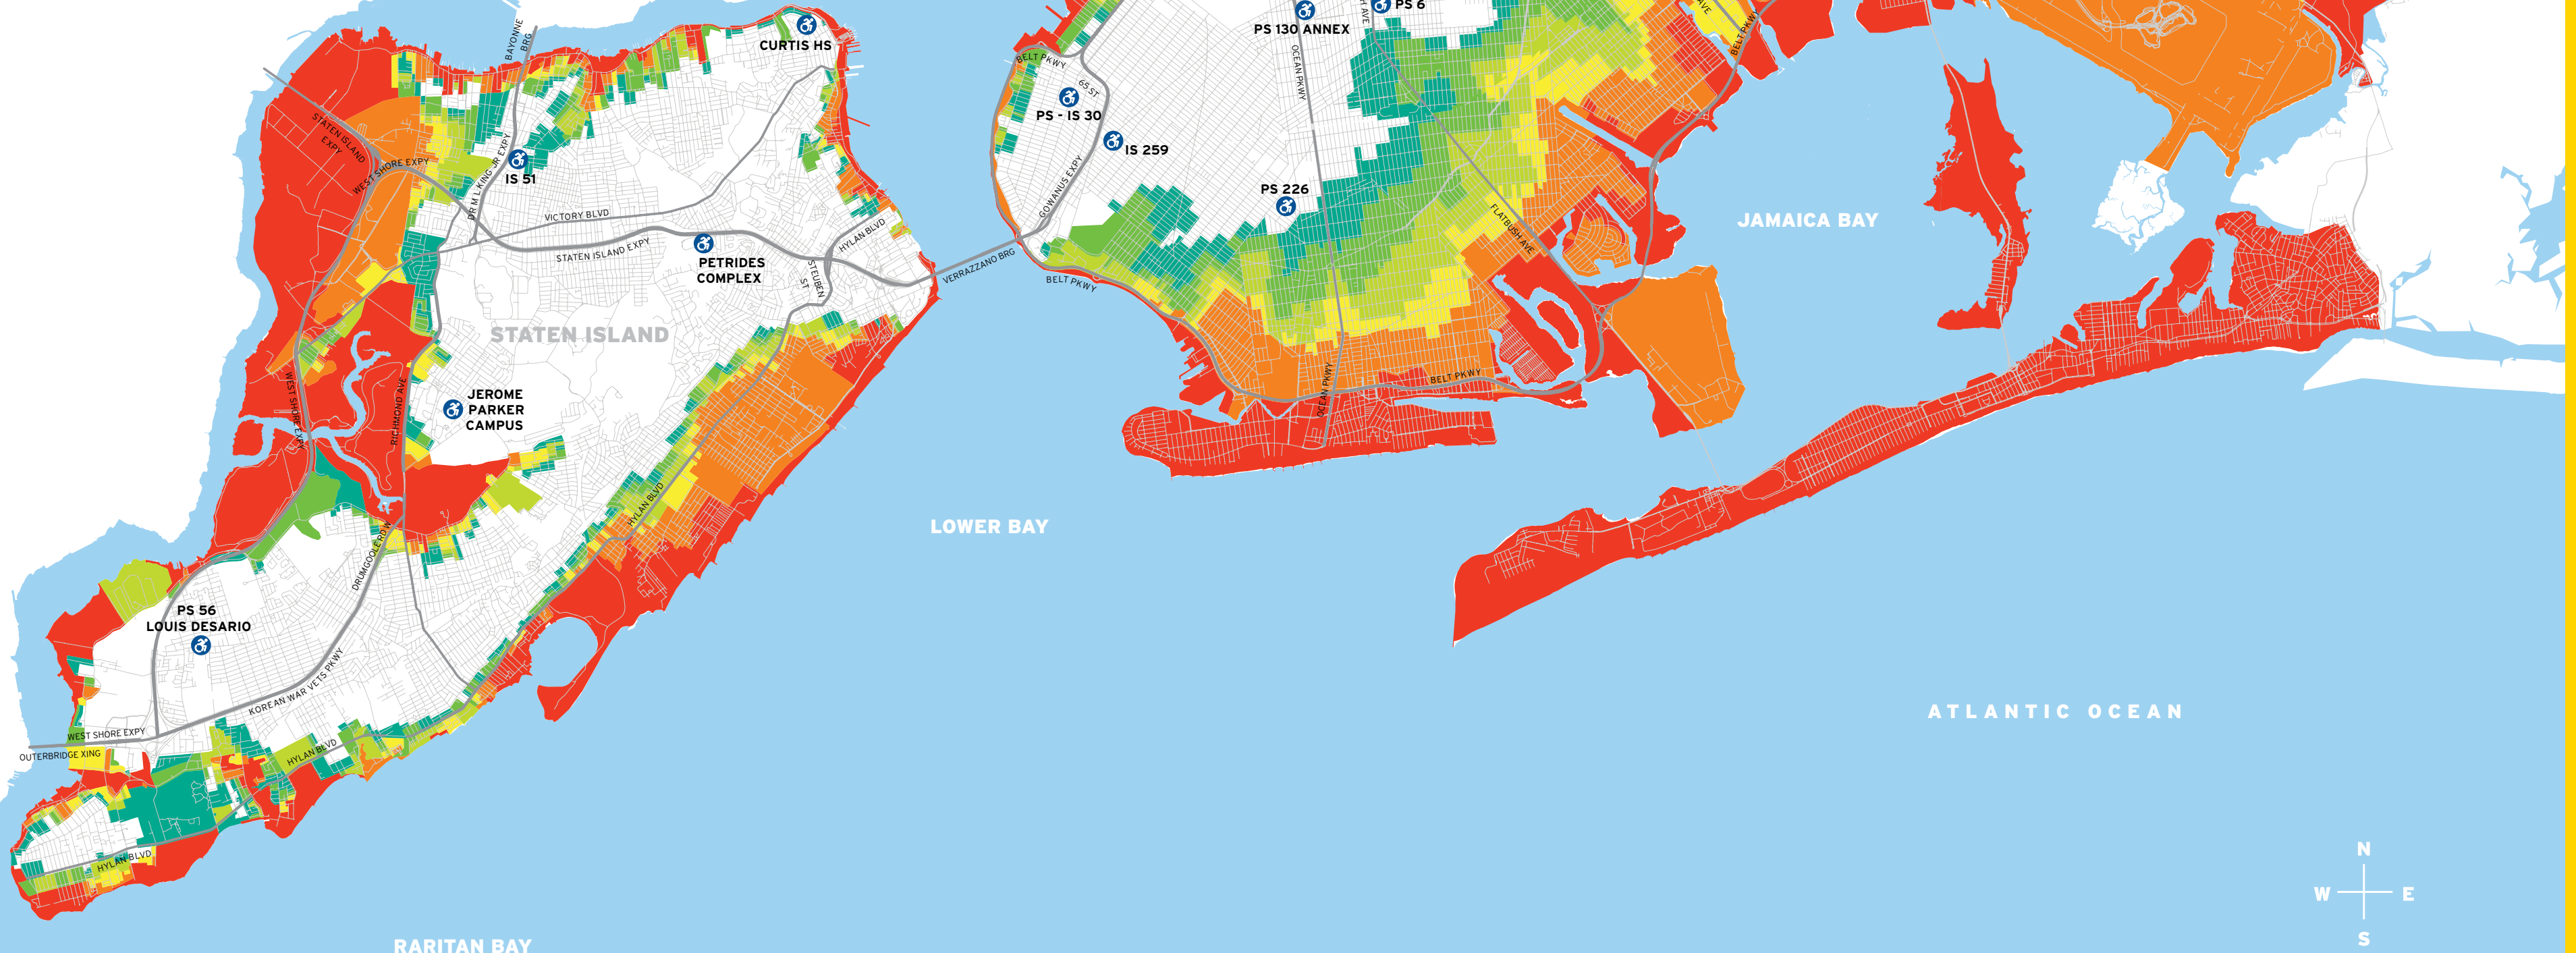 BAYONNE
BRG
CURTIS HS
STATEN ISLAND
EXPY
WEST SHORE EXPY
DR M L KING JR EXPY
IS 51
VICTORY BLVD
STATEN ISLAND EXPY
PETRIDES
COMPLEX
HYLAN BLVD
STEUBEN
ST
VERRAZZANO BRG
STATEN ISLAND
JEROME
PARKER
CAMPUS
WEST SHORE EXPY
RICHMOND AVE
HYLAN BLVD
DRUMGOOLE RD W
PS 56
LOUIS DESARIO
KOREAN WAR VETS PKWY
WEST SHORE EXPY
OUTERBRIDGE XING
HYLAN BLVD
HYLAN BLVD
RARITAN BAY
BELT PKWY
65 ST
PS - IS 30
IS 259
GOWANUS EXPY
BELT PKWY
PS 130 ANNEX
OCEAN PKWY
H AVE
PS 6
PS 226
FLATBUSH AVE
OCEAN PKWY
BELT PKWY
AVE
BELT PKWY
JAMAICA BAY
LOWER BAY
ATLANTIC OCEAN
N
W E
S